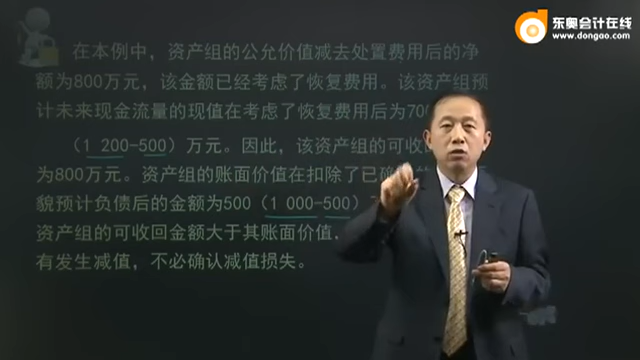 东奥会计在线
www.dongao.com
在本例中，资产组的公允价值减去处置费用后的净
额为800万元，该金额已经考虑了恢复费用。该资产组预
计未来现金流量的现值在考虑了恢复费用后为70
（1 200-500）万元。因此，该资产组的可收
为800万元。资产组的账面价值在扣除了已确
貌预计负债后的金额为500（1 000-500）
资产组的可收回金额大于其账面价值，
有发生减值，不必确认减值损失。